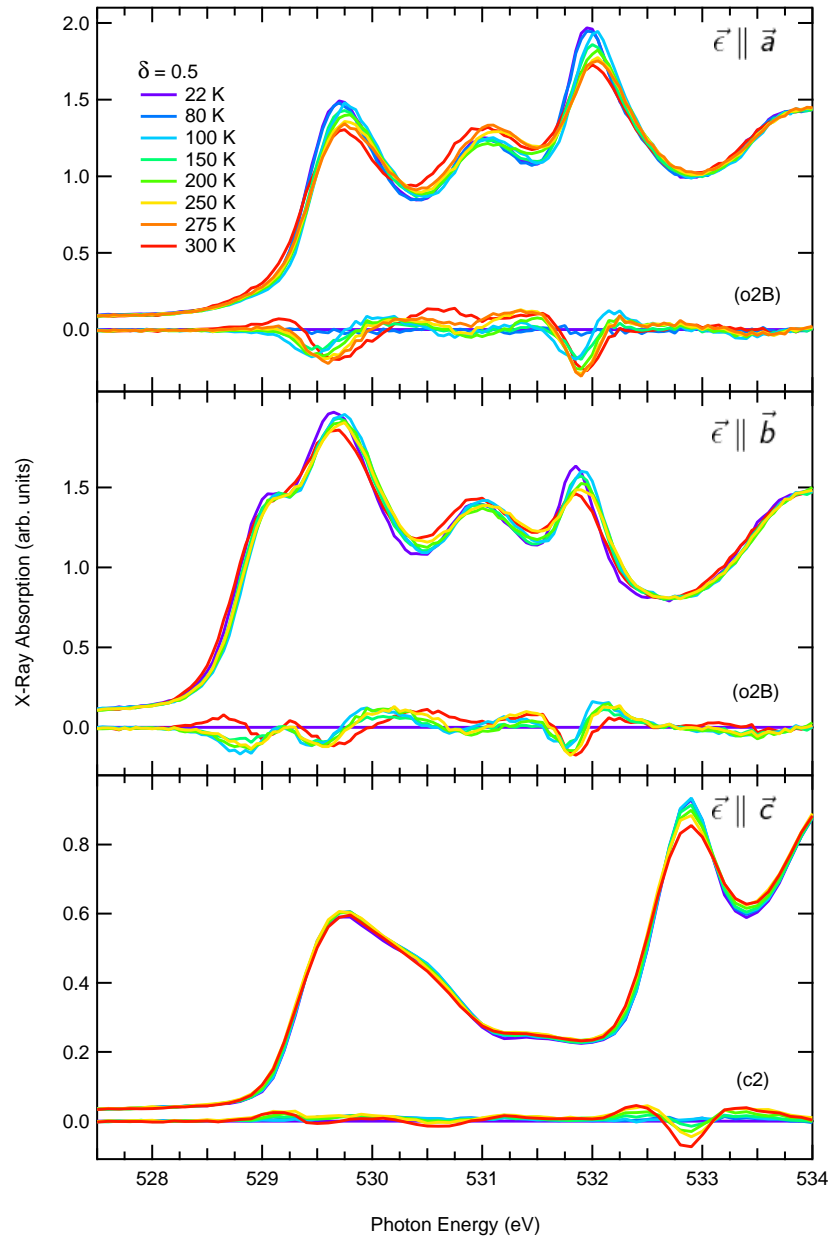 2.0
1.5
1.0
0.5
0.0
δ = 0.5
22 K
80 K
100 K
150 K
200 K
250 K
275 K
300 K
ϵ⃗ ∥ a⃗
(o2B)
1.5
1.0
0.5
0.0
ϵ⃗ ∥ b⃗
(o2B)
X-Ray Absorption (arb. units)
0.8
0.6
0.4
0.2
0.0
ϵ⃗ ∥ c⃗
(c2)
528 529 530 531 532 533 534
Photon Energy (eV)